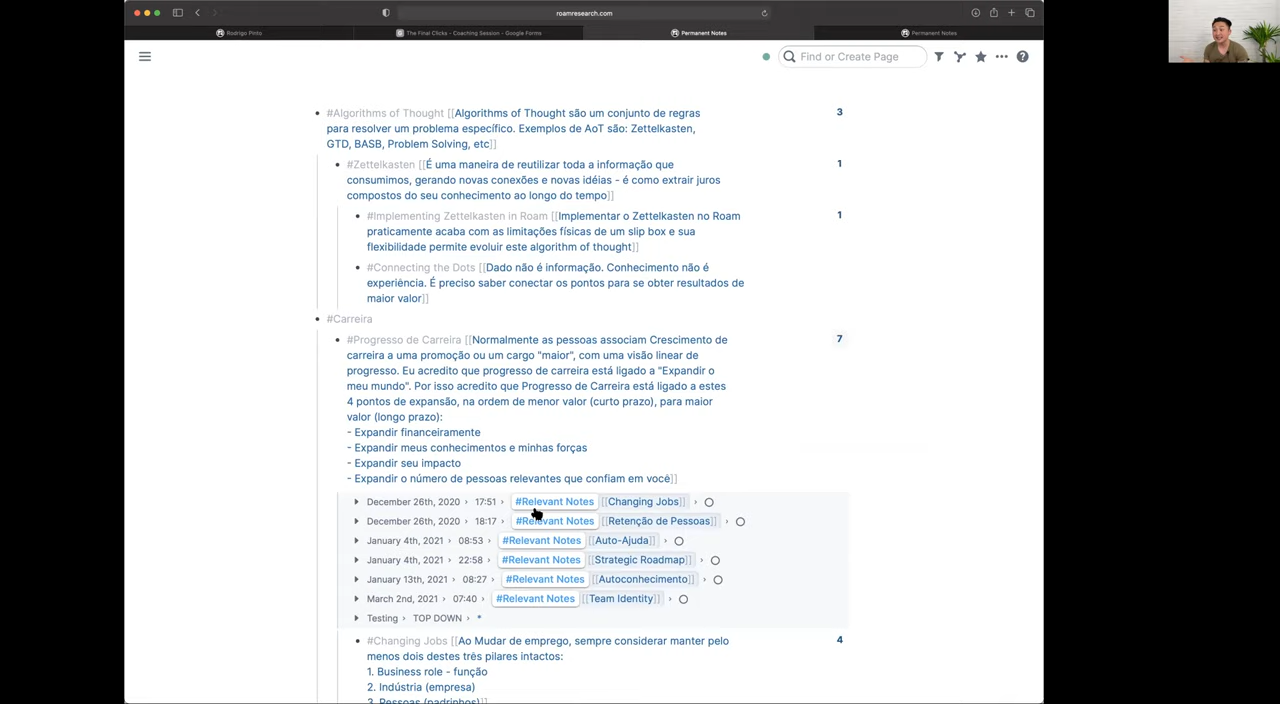 roamresearch.com
Rodrigo Pinto
The Final Clicks - Coaching Session - Google Forms
Permanent Notes
Permanent Notes
Find or Create Page
#Algorithms of Thought [[Algorithms of Thought são um conjunto de regras
para resolver um problema específico. Exemplos de AoT são: Zettelkasten,
GTD, BASB, Problem Solving, etc]]
3
#Zettelkasten [[É uma maneira de reutilizar toda a informação que
consumimos, gerando novas conexões e novas idéias - é como extrair juros
compostos do seu conhecimento ao longo do tempo]]
1
#Implementing Zettelkasten in Roam [[Implementar o Zettelkasten no Roam
praticamente acaba com as limitações físicas de um slip box e sua
flexibilidade permite evoluir este algorithm of thought]]
1
#Connecting the Dots [[Dado não é informação. Conhecimento não é
experiência. É preciso saber conectar os pontos para se obter resultados de
maior valor]]
#Carreira
#Progresso de Carreira [[Normalmente as pessoas associam Crescimento de
carreira a uma promoção ou um cargo "maior", com uma visão linear de
progresso. Eu acredito que progresso de carreira está ligado a "Expandir o
meu mundo". Por isso acredito que Progresso de Carreira está ligado a estes
4 pontos de expansão, na ordem de menor valor (curto prazo), para maior
valor (longo prazo):
- Expandir financeiramente
- Expandir meus conhecimentos e minhas forças
- Expandir seu impacto
- Expandir o número de pessoas relevantes que confiam em você]]
7
December 26th, 2020 › 17:51 › #Relevant Notes [[Changing Jobs]] ›
December 26th, 2020 › 18:17 › #Relevant Notes [[Retenção de Pessoas]] ›
January 4th, 2021 › 08:53 › #Relevant Notes [[Auto-Ajuda]] ›
January 4th, 2021 › 22:58 › #Relevant Notes [[Strategic Roadmap]] ›
January 13th, 2021 › 08:27 › #Relevant Notes [[Autoconhecimento]] ›
March 2nd, 2021 › 07:40 › #Relevant Notes [[Team Identity]] ›
Testing › TOP DOWN › *
#Changing Jobs [[Ao Mudar de emprego, sempre considerar manter pelo
menos dois destes três pilares intactos:
1. Business role - função
2. Indústria (empresa)
3. Pessoas (padrinhos)]]
4